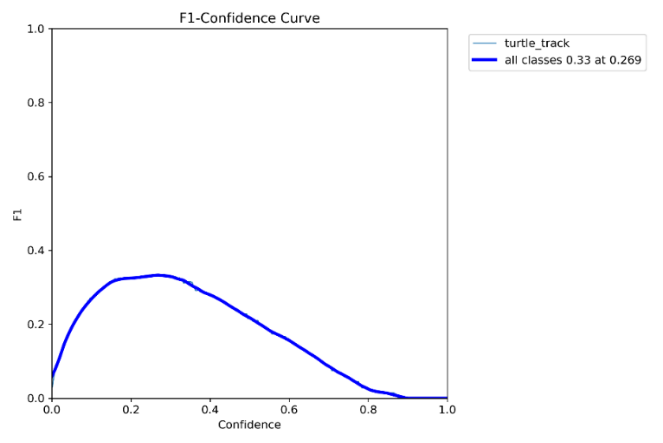 F1-Confidence Curve
turtle_track
all classes 0.33 at 0.269
1.0
0.8
0.6
0.4
0.2
0.0
F1
0.0 0.2 0.4 0.6 0.8 1.0
Confidence